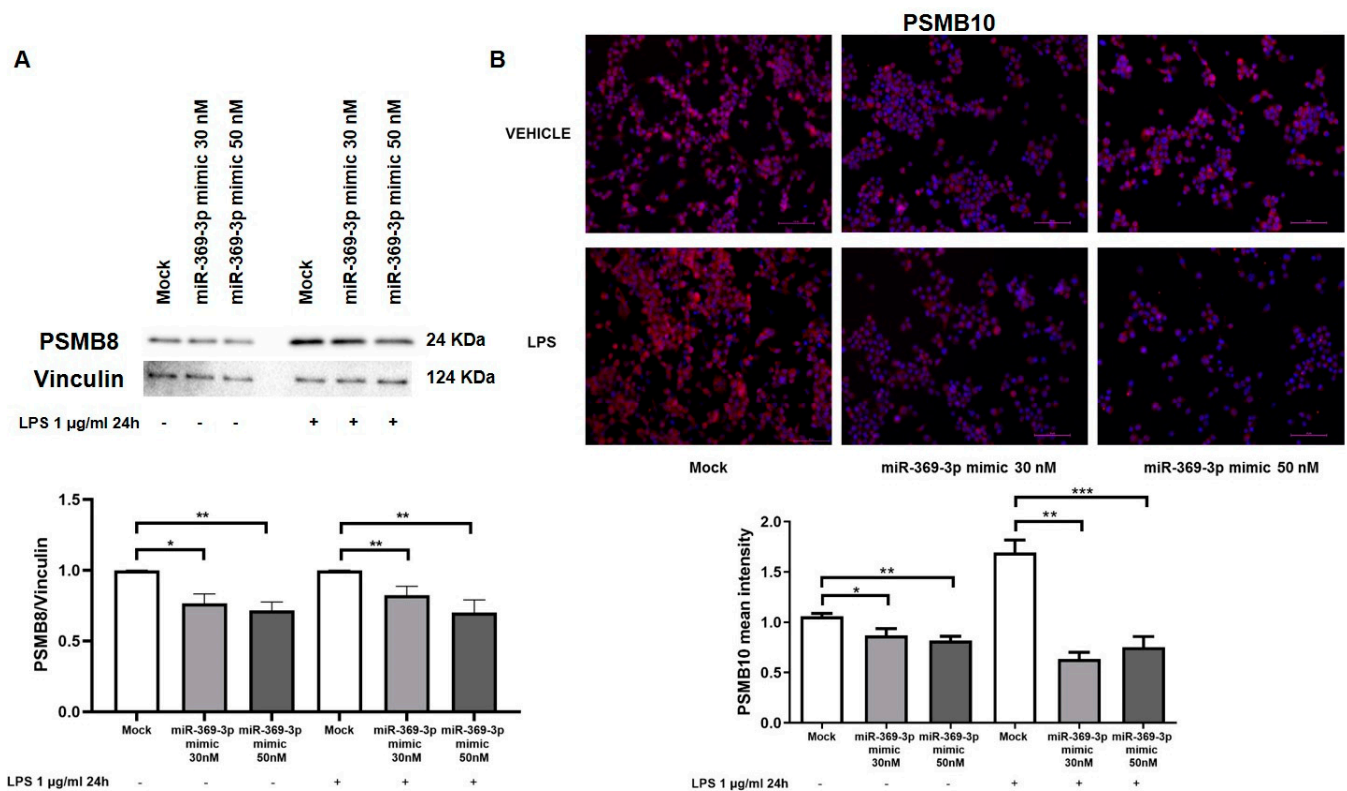 A
Mock
miR-369-3p mimic 30 nM
miR-369-3p mimic 50 nM
Mock
miR-369-3p mimic 30 nM
miR-369-3p mimic 50 nM
PSMB8
24 KDa
Vinculin
124 KDa
LPS 1 µg/ml 24h - - - + + +
PSMB8/Vinculin
1.5
1.0
0.5
0.0
*
**
**
**
Mock
miR-369-3p
mimic
30nM
miR-369-3p
mimic
50nM
Mock
miR-369-3p
mimic
30nM
miR-369-3p
mimic
50nM
LPS 1 µg/ml 24h - - - + + +
B
PSMB10
VEHICLE
LPS
Mock
miR-369-3p mimic 30 nM
miR-369-3p mimic 50 nM
PSMB10 mean intensity
2.0
1.5
1.0
0.5
0.0
*
**
**
***
Mock
miR-369-3p
mimic
30nM
miR-369-3p
mimic
50nM
Mock
miR-369-3p
mimic
30nM
miR-369-3p
mimic
50nM
LPS 1 µg/ml 24h - - - + + +